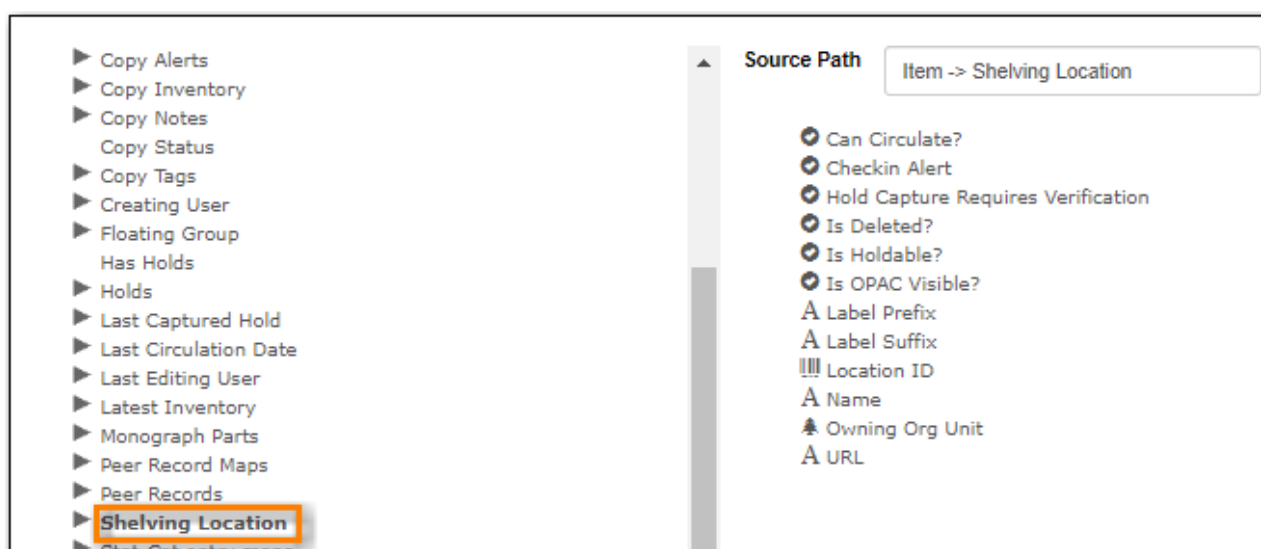 Copy Alerts
Copy Inventory
Copy Notes
Copy Status
Copy Tags
Creating User
Floating Group
Has Holds
Holds
Last Captured Hold
Last Circulation Date
Last Editing User
Latest Inventory
Monograph Parts
Peer Record Maps
Peer Records
Shelving Location
Source Path
Item -> Shelving Location
Can Circulate?
Checkin Alert
Hold Capture Requires Verification
Is Deleted?
Is Holdable?
Is OPAC Visible?
A Label Prefix
A Label Suffix
Location ID
A Name
Owning Org Unit
A URL